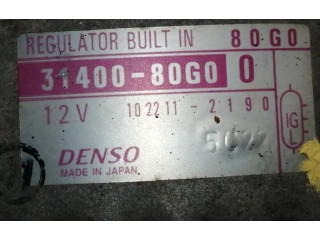 REGULATOR BUILT IN 80G0
31400-80G0 0
12V 102211-2190
IG
L
DENSO
MADE IN JAPAN